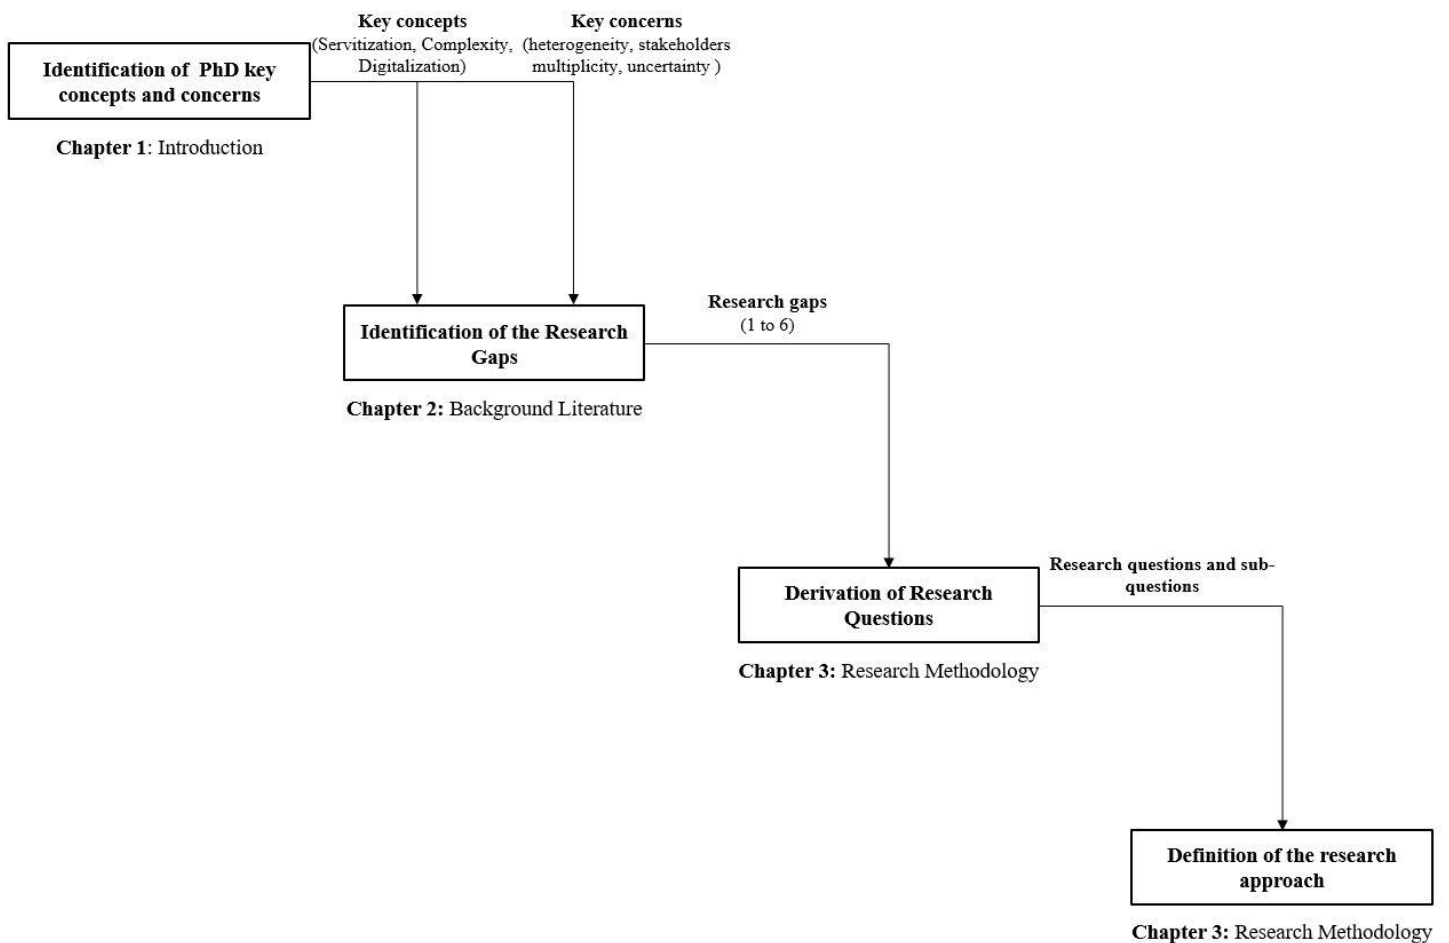 Key concepts
(Servitization, Complexity,
Digitalization)
Key concerns
(heterogeneity, stakeholders
multiplicity, uncertainty )
Identification of PhD key
concepts and concerns
Chapter 1: Introduction
Research gaps
(1 to 6)
Identification of the Research
Gaps
Chapter 2: Background Literature
Research questions and sub-
questions
Derivation of Research
Questions
Chapter 3: Research Methodology
Definition of the research
approach
Chapter 3: Research Methodology